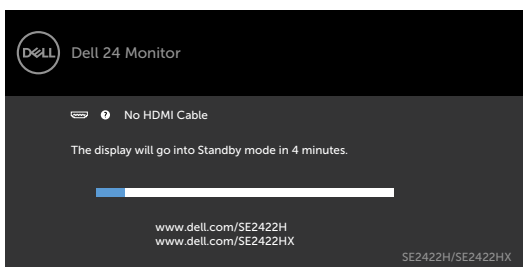 DELL Dell 24 Monitor
? No HDMI Cable
The display will go into Standby mode in 4 minutes.
www.dell.com/SE2422H
www.dell.com/SE2422HX
SE2422H/SE2422HX